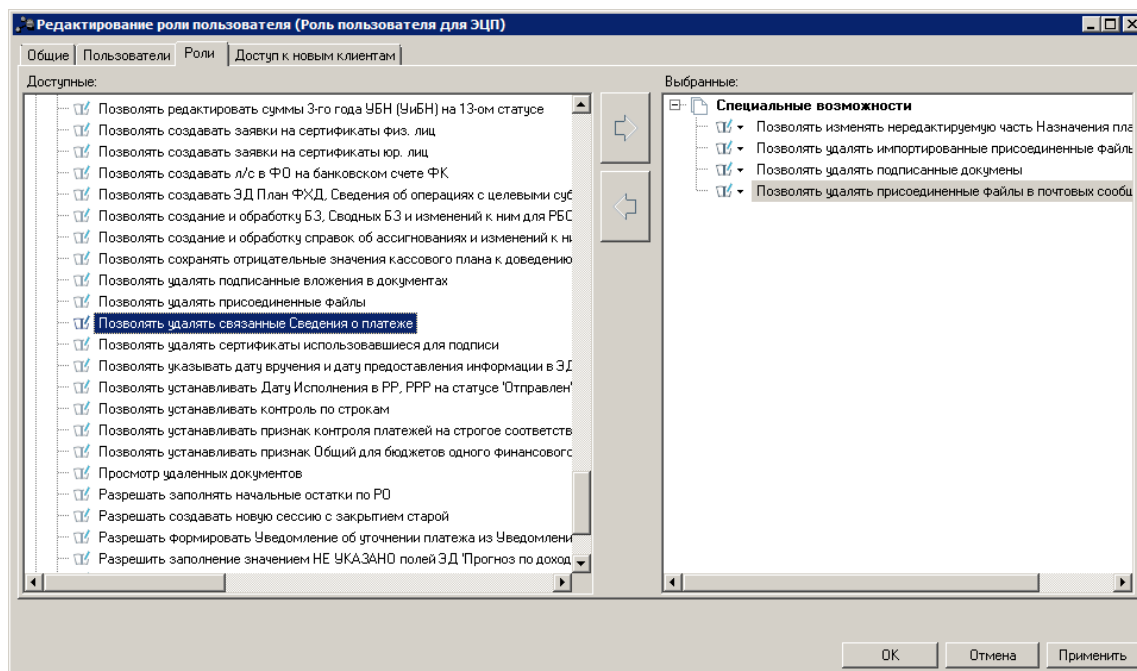 Редактирование роли пользователя (Роль пользователя для ЭЦП)
Общие Пользователи Роли Доступ к новым клиентам
Доступные:
Позволять редактировать суммы 3-го года УБН (УиБН) на 13-ом статусе
Позволять создавать заявки на сертификаты физ. лиц
Позволять создавать заявки на сертификаты юр. лиц
Позволять создавать л/с в ФО на банковском счете ФК
Позволять создавать ЭД План ФХД, Сведения об операциях с целевыми суб
Позволять создание и обработку БЗ, Сводных БЗ и изменений к ним для РБС
Позволять создание и обработку справок об ассигнованиях и изменений к ни
Позволять сохранять отрицательные значения кассового плана к доведению
Позволять удалять подписанные вложения в документах
Позволять удалять присоединенные файлы
Позволять удалять связанные Сведения о платеже
Позволять удалять сертификаты использовавшиеся для подписи
Позволять указывать дату вручения и дату предоставления информации в ЭД
Позволять устанавливать Дату Исполнения в РР, РРР на статусе 'Отправлен'
Позволять устанавливать контроль по строкам
Позволять устанавливать признак контроля платежей на строгое соответств
Позволять устанавливать признак Общий для бюджетов одного финансового
Просмотр удаленных документов
Разрешать заполнять начальные остатки по РО
Разрешать создавать новую сессию с закрытием старой
Разрешать формировать Уведомление об уточнении платежа из Уведомлени
Разрешить заполнение значением НЕ УКАЗАНО полей ЭД 'Прогноз по доход
Выбранные:
Специальные возможности
Позволять изменять нередактируемую часть Назначения пла
Позволять удалять импортированные присоединенные файль
Позволять удалять подписанные докумены
Позволять удалять присоединенные файлы в почтовых сообщ
OK Отмена Применить